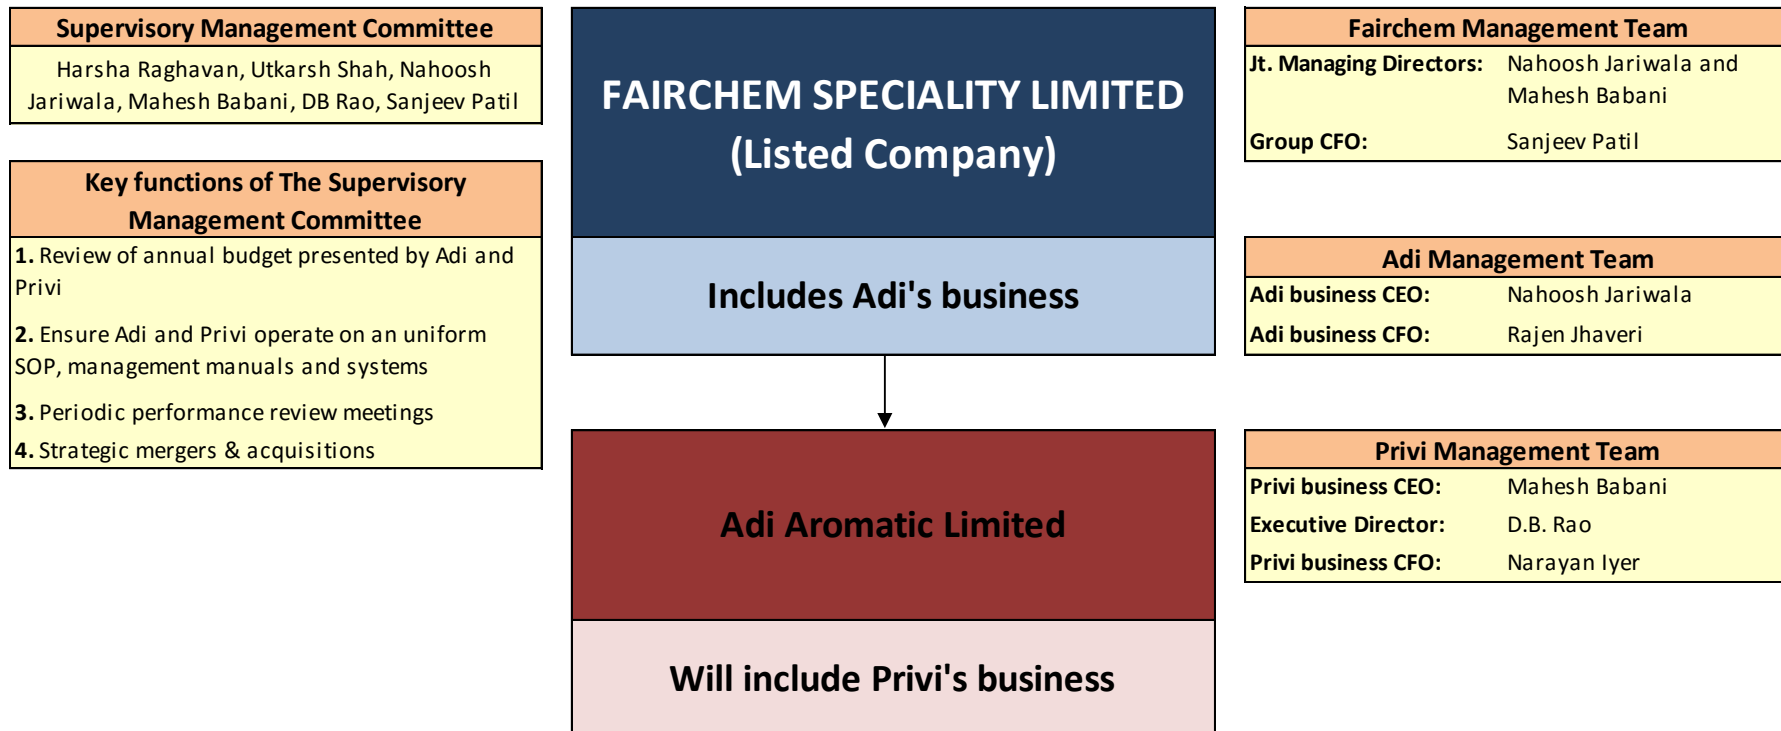 Supervisory Management Committee
Harsha Raghavan, Utkarsh Shah, Nahoosh
Jariwala, Mahesh Babani, DB Rao, Sanjeev Patil
Key functions of The Supervisory
Management Committee
1. Review of annual budget presented by Adi and
Privi
2. Ensure Adi and Privi operate on an uniform
SOP, management manuals and systems
3. Periodic performance review meetings
4. Strategic mergers & acquisitions
FAIRCHEM SPECIALITY LIMITED
(Listed Company)
Includes Adi's business
Adi Aromatic Limited
Will include Privi's business
Fairchem Management Team
Jt. Managing Directors: Nahoosh Jariwala and
Mahesh Babani
Group CFO: Sanjeev Patil
Adi Management Team
Adi business CEO: Nahoosh Jariwala
Adi business CFO: Rajen Jhaveri
Privi Management Team
Privi business CEO: Mahesh Babani
Executive Director: D.B. Rao
Privi business CFO: Narayan Iyer